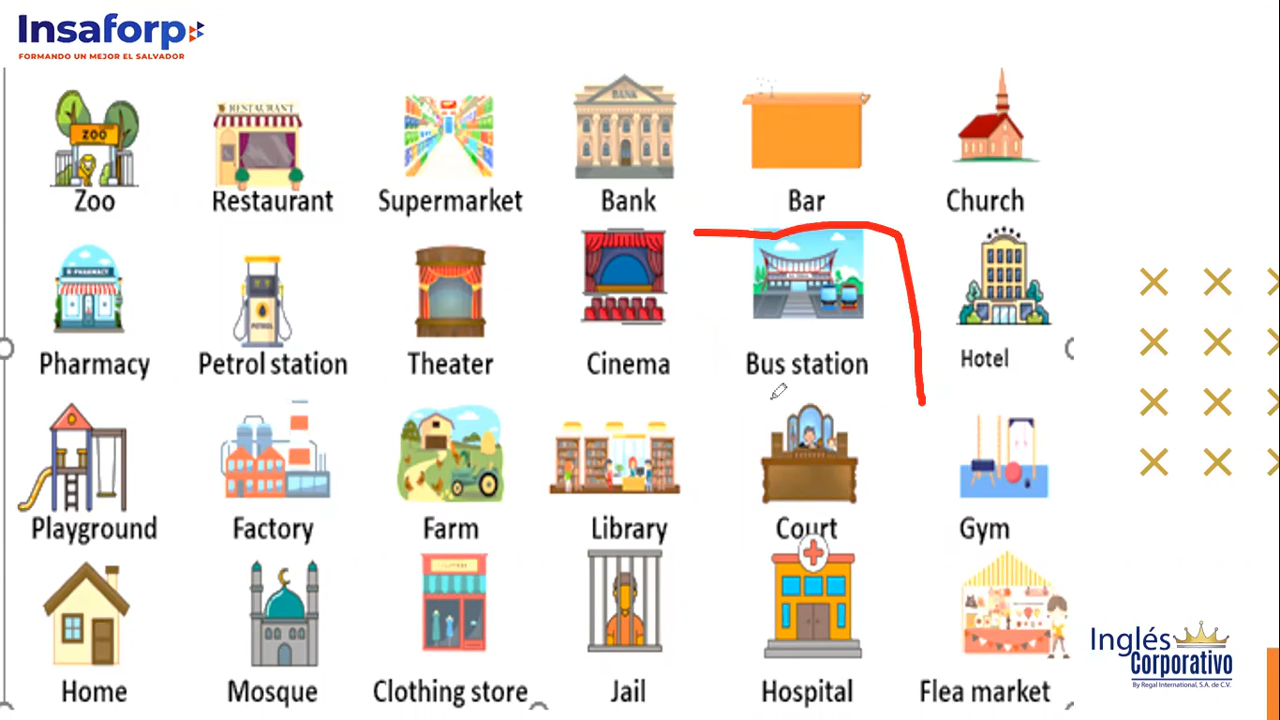 Insaforp
FORMANDO UN MEJOR EL SALVADOR
ZOO
RESTAURANT
BANK
Zoo Restaurant Supermarket Bank Bar Church
PHARMACY
PETROL
Pharmacy Petrol station Theater Cinema Bus station Hotel
Playground Factory Farm Library Court Gym
Home Mosque Clothing store Jail Hospital Flea market
Inglés
Corporativo
By Regal International, S.A. de C.V.